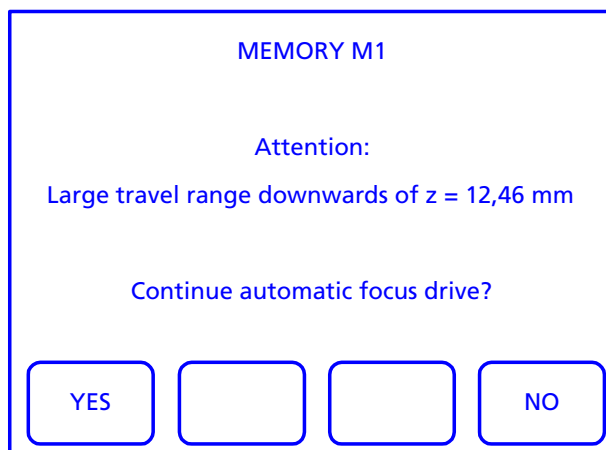 MEMORY M1
Attention:
Large travel range downwards of z = 12,46 mm
Continue automatic focus drive?
YES
NO